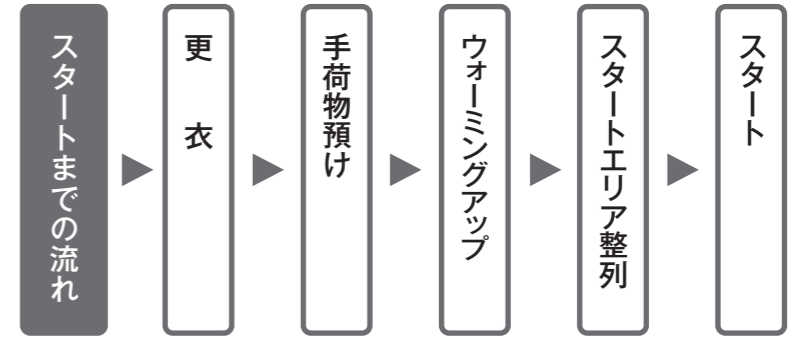 スタートまでの流れ
更衣
手荷物預け
ウォーミングアップ
スタートエリア整列
スタート